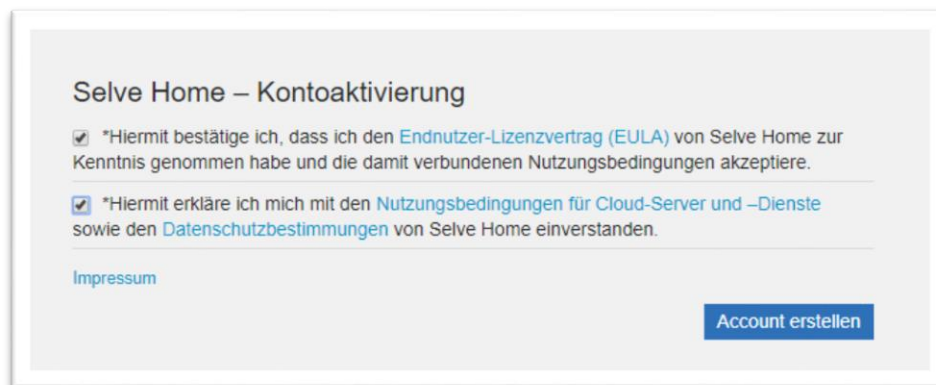 Selve Home – Kontoaktivierung
*Hiermit bestätige ich, dass ich den Endnutzer-Lizenzvertrag (EULA) von Selve Home zur
Kenntnis genommen habe und die damit verbundenen Nutzungsbedingungen akzeptiere.
*Hiermit erkläre ich mich mit den Nutzungsbedingungen für Cloud-Server und –Dienste
sowie den Datenschutzbestimmungen von Selve Home einverstanden.
Impressum
Account erstellen